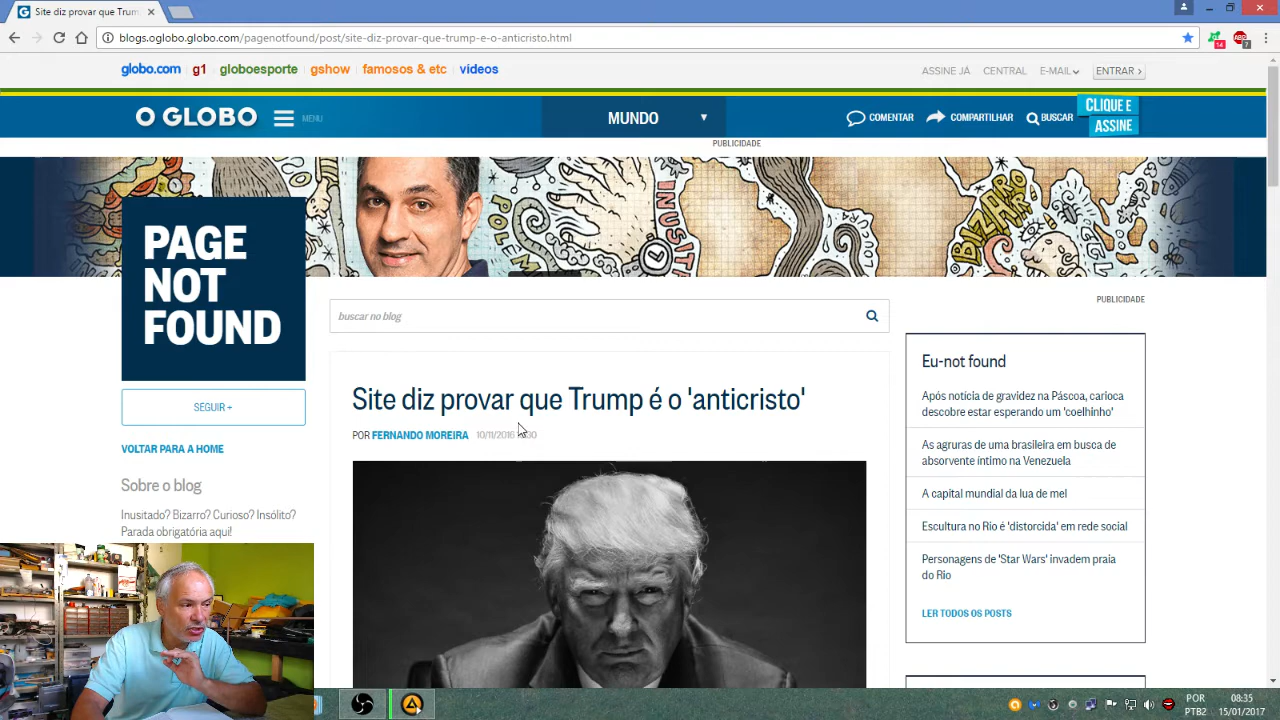 Site diz provar que Trum
blogs.oglobo.globo.com/pagenotfound/post/site-diz-provar-que-trump-e-o-anticristo.html
14
7
globo.com g1 globoesporte gshow famosos & etc vídeos
ASSINE JÁ CENTRAL E-MAIL ENTRAR
O GLOBO
MENU
MUNDO
COMENTAR
COMPARTILHAR
BUSCAR
CLIQUE E
ASSINE
PUBLICIDADE
INUSITA
BIZARRO
PAGE
NOT
FOUND
SEGUIR +
VOLTAR PARA A HOME
Sobre o blog
Inusitado? Bizarro? Curioso? Insólito?
Parada obrigatória aqui!
buscar no blog
Site diz provar que Trump é o 'anticristo'
POR FERNANDO MOREIRA 10/11/2016
PUBLICIDADE
Eu-not found
Após notícia de gravidez na Páscoa, carioca
descobre estar esperando um 'coelhinho'
As agruras de uma brasileira em busca de
absorvente íntimo na Venezuela
A capital mundial da lua de mel
Escultura no Rio é 'distorcida' em rede social
Personagens de 'Star Wars' invadem praia
do Rio
LER TODOS OS POSTS
POR
PTB2
08:35
15/01/2017